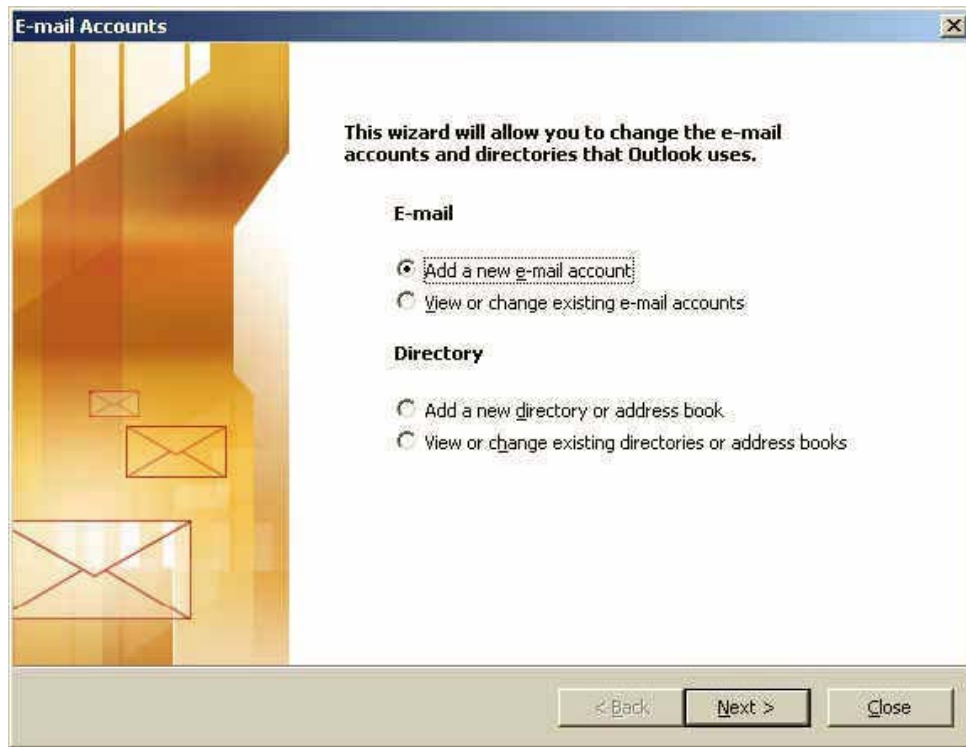 E-mail Accounts
This wizard will allow you to change the e-mail
accounts and directories that Outlook uses.
E-mail
Add a new e-mail account
View or change existing e-mail accounts
Directory
Add a new directory or address book
View or change existing directories or address books
< Back
Next >
Close